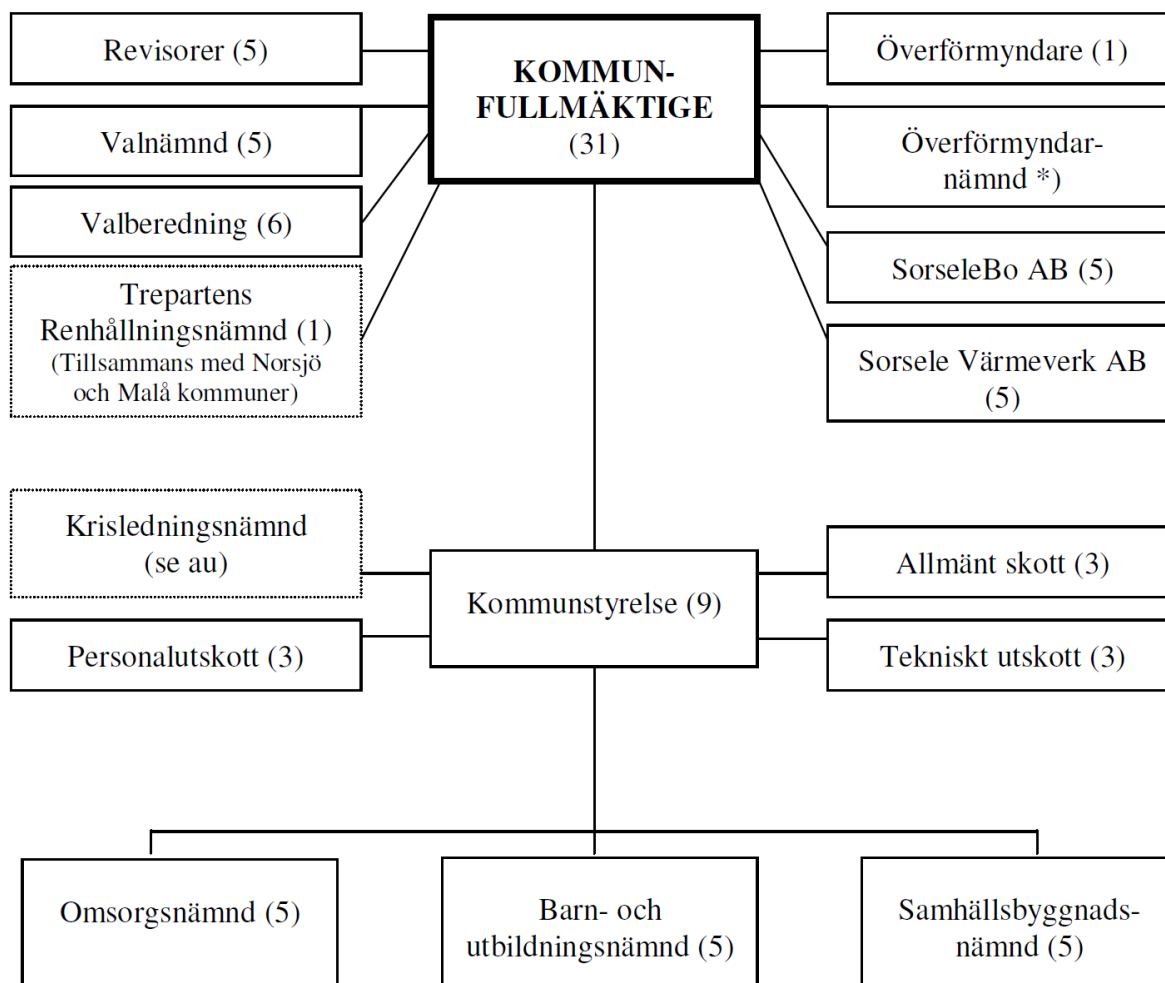 Revisorer (5)
KOMMUN-
FULLMÄKTIGE
(31)
Överförmyndare (1)
Valnämnd (5)
Överförmyndar-
nämnd *)
Valberedning (6)
SorseleBo AB (5)
Trepartens
Renhållningsnämnd (1)
(Tillsammans med Norsjö
och Malå kommuner)
Sorsele Värmeverk AB
(5)
Krisledningsnämnd
(se au)
Kommunstyrelse (9)
Allmänt skott (3)
Personalutskott (3)
Tekniskt utskott (3)
Omsorgsnämnd (5)
Barn- och
utbildningsnämnd (5)
Samhällsbyggnads-
nämnd (5)